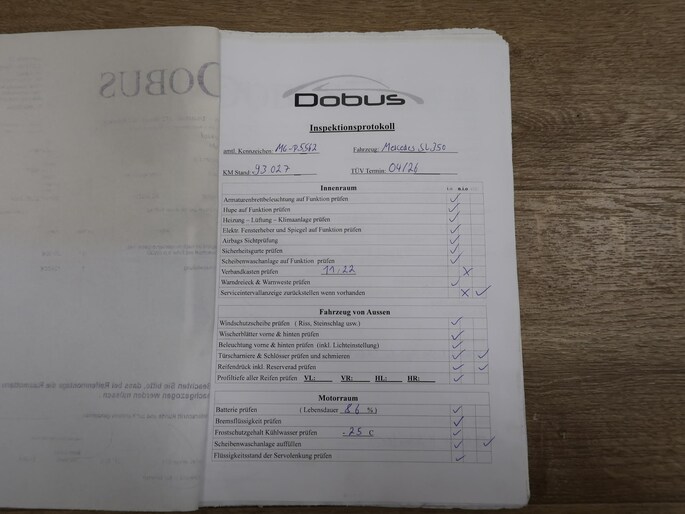 DOBUS
Dobus
Inspektionsprotokoll
amtl. Kennzeichen: MG-P5562 Fahrzeug: Mercedes SL350
KM Stand: 93 027 TÜV Termin: 04/26
Innenraum i.o. n.i.o.
Armaturenbrettbeleuchtung auf Funktion prüfen ✓
Hupe auf Funktion prüfen ✓
Heizung – Lüftung – Klimaanlage prüfen ✓
Elektr. Fensterheber und Spiegel auf Funktion prüfen ✓
Airbags Sichtprüfung ✓
Sicherheitsgurte prüfen ✓
Scheibenwaschanlage auf Funktion prüfen ✓
Verbandkasten prüfen 11:22 X
Warndreieck & Warnweste prüfen ✓
Serviceintervallanzeige zurückstellen wenn vorhanden X ✓
Fahrzeug von Aussen
Windschutzscheibe prüfen ( Riss, Steinschlag usw.) ✓
Wischerblätter vorne & hinten prüfen ✓
Beleuchtung vorne & hinten prüfen (inkl. Lichteinstellung) ✓
Türscharniere & Schlösser prüfen und schmieren ✓ ✓
Reifendrück inkl. Reserverad prüfen ✓ ✓
Profiltiefe aller Reifen prüfen VL: VR: HL: HR: ✓
Motorraum
Batterie prüfen ( Lebensdauer 86 %) ✓
Bremsflüssigkeit prüfen ✓
Frostschutzgehalt Kühlwasser prüfen -25 C ✓
Scheibenwaschanlage auffüllen ✓
Flüssigkeitsstand der Servolenkung prüfen ✓